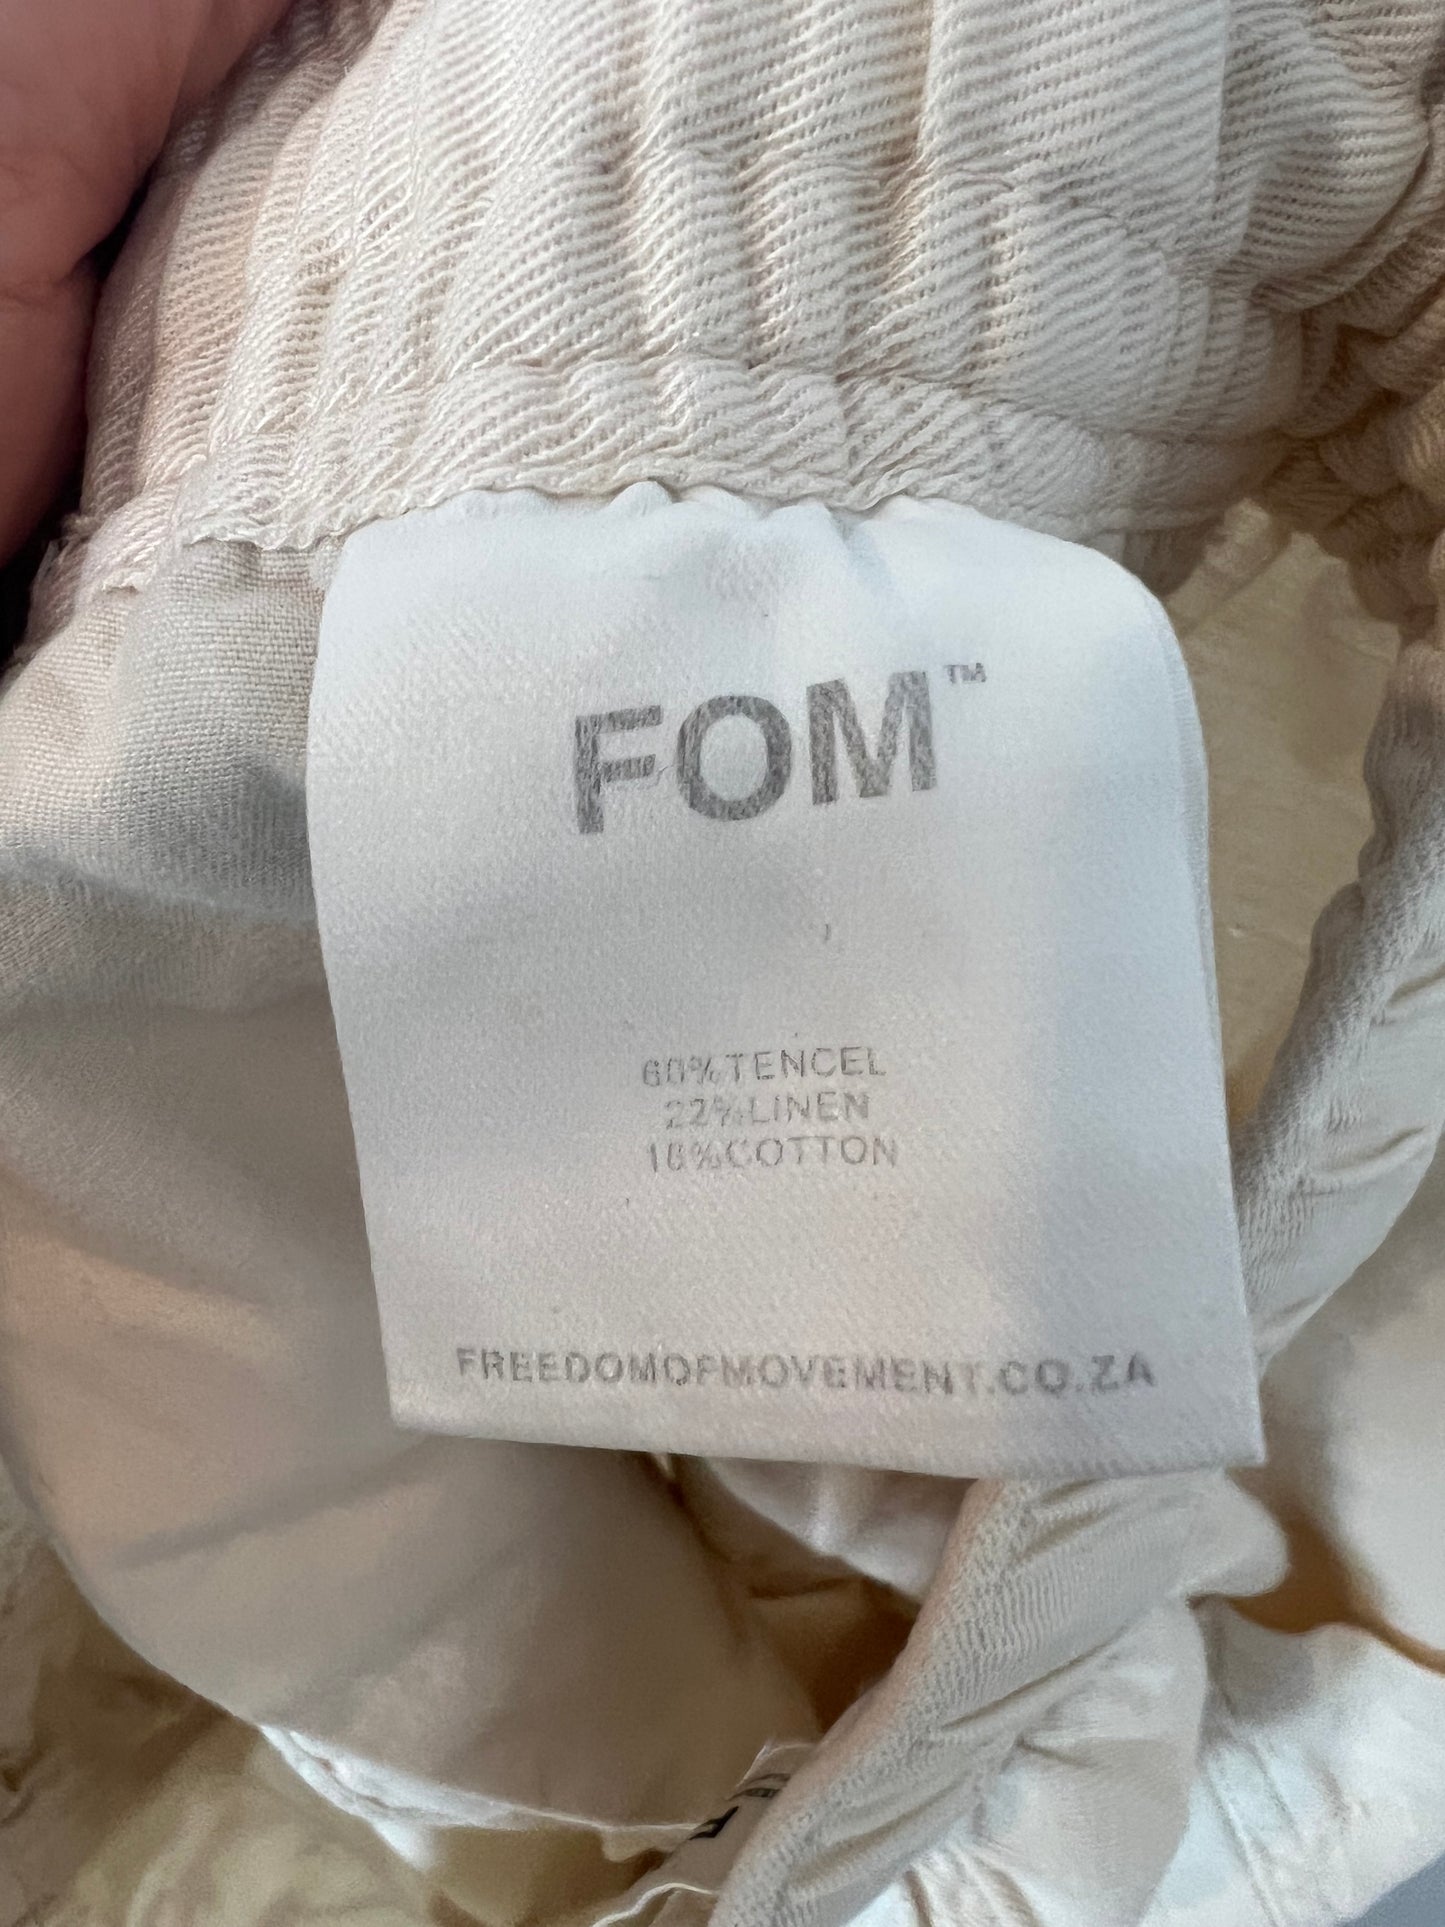 FOM™
60%TENCEL
22%LINEN
18%COTTON
FREEDOMOFMOVEMENT.CO.ZA